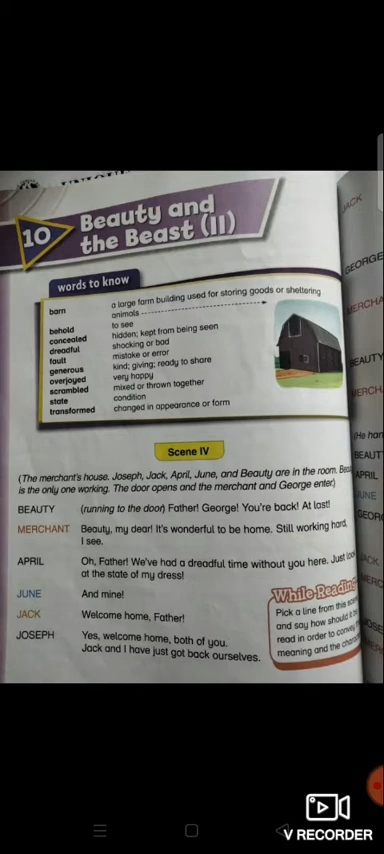 10
Beauty and
the Beast (II)
words to know
barn a large farm building used for storing goods or sheltering
animals
behold to see
concealed hidden; kept from being seen
dreadful shocking or bad
fault mistake or error
generous kind; giving; ready to share
overjoyed very happy
scrambled mixed or thrown together
state condition
transformed changed in appearance or form
Scene IV
(The merchant's house. Joseph, Jack, April, June, and Beauty are in the room.
is the only one working. The door opens and the merchant and George enter.)
BEAUTY (running to the door) Father! George! You're back! At last!
MERCHANT Beauty, my dear! It's wonderful to be home. Still working hard,
I see.
APRIL Oh, Father! We've had a dreadful time without you here. Just
at the state of my dress!
JUNE And mine!
JACK Welcome home, Father!
JOSEPH Yes, welcome home, both of you.
Jack and I have just got back ourselves.
While Reading
Pick a line from this
and say how should it
read in order to convey
meaning and the
JACK
GEORGE
BEAUTY
(He
APRIL
JUNE
V RECORDER